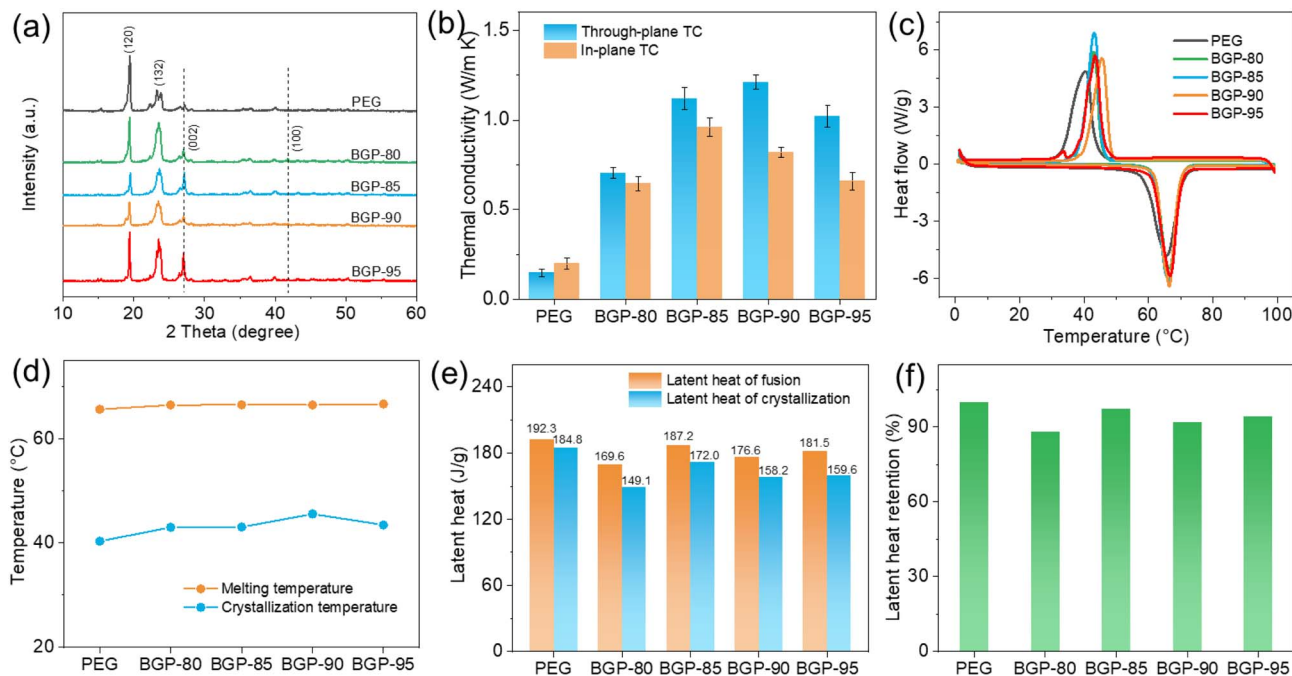 (a)
(120)
(132)
(002)
(100)
PEG
BGP-80
BGP-85
BGP-90
BGP-95
Intensity (a.u.)
10 20 30 40 50 60
2 Theta (degree)
(b)
Through-plane TC
In-plane TC
Thermal conductivity (W/m K)
1.5
1.0
0.5
0.0
PEG BGP-80 BGP-85 BGP-90 BGP-95
(c)
PEG
BGP-80
BGP-85
BGP-90
BGP-95
Heat flow (W/g)
6
3
0
-3
-6
0 20 40 60 80 100
Temperature (°C)
(d)
Temperature (°C)
60
40
20
Melting temperature
Crystallization temperature
PEG BGP-80 BGP-85 BGP-90 BGP-95
(e)
Latent heat of fusion
Latent heat of crystallization
Latent heat (J/g)
240
180
120
60
0
192.3
184.8
169.6
149.1
187.2
172.0
176.6
158.2
181.5
159.6
PEG BGP-80 BGP-85 BGP-90 BGP-95
(f)
Latent heat retention (%)
90
60
30
0
PEG BGP-80 BGP-85 BGP-90 BGP-95